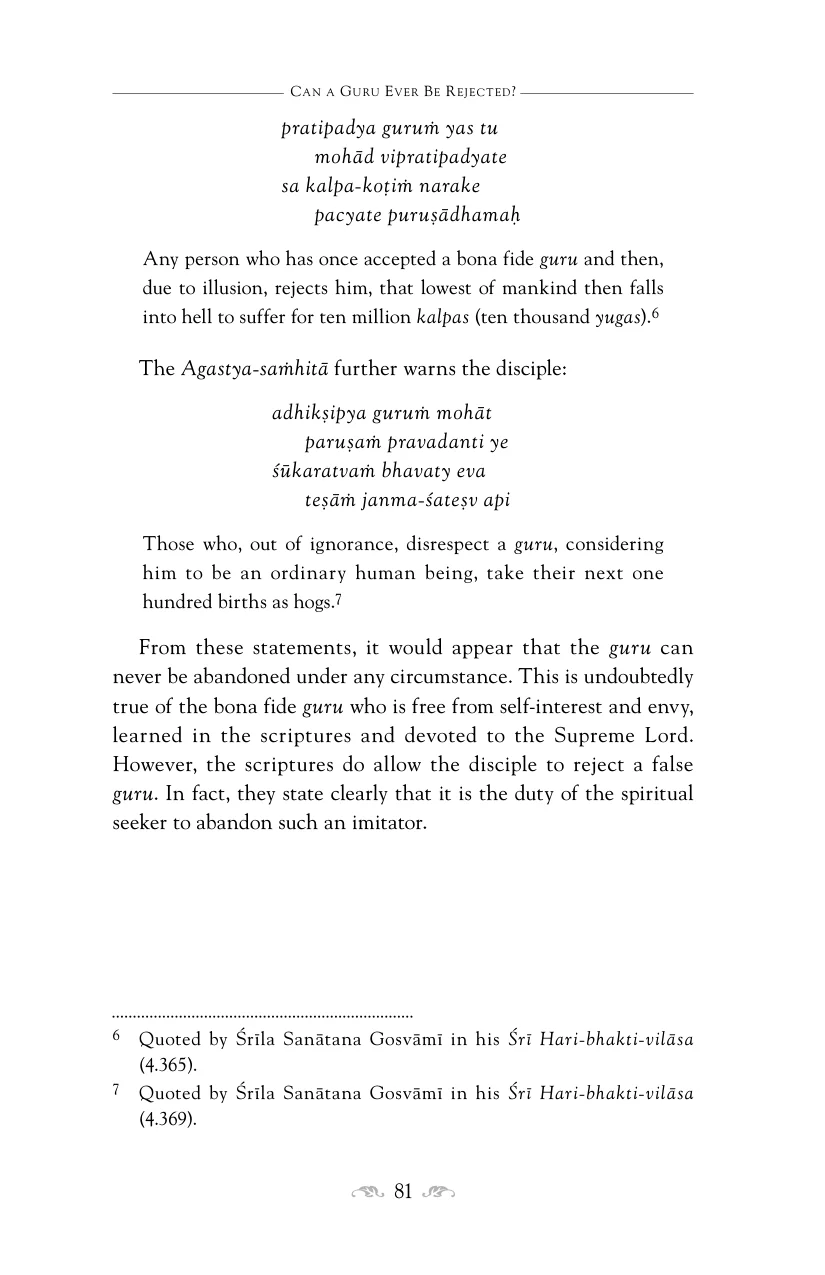 CAN A GURU EVER BE REJECTED?
pratipadya guruṁ yas tu
mohād vipratipadyate
sa kalpa-koṭiṁ narake
pacyate puruṣādhamaḥ
Any person who has once accepted a bona fide guru and then,
due to illusion, rejects him, that lowest of mankind then falls
into hell to suffer for ten million kalpas (ten thousand yugas).6
The Agastya-saṁhitā further warns the disciple:
adhikṣipya guruṁ mohāt
paruṣaṁ pravadanti ye
śūkaratvaṁ bhavaty eva
teṣāṁ janma-śateṣv api
Those who, out of ignorance, disrespect a guru, considering
him to be an ordinary human being, take their next one
hundred births as hogs.7
From these statements, it would appear that the guru can
never be abandoned under any circumstance. This is undoubtedly
true of the bona fide guru who is free from self-interest and envy,
learned in the scriptures and devoted to the Supreme Lord.
However, the scriptures do allow the disciple to reject a false
guru. In fact, they state clearly that it is the duty of the spiritual
seeker to abandon such an imitator.
6 Quoted by Śrīla Sanātana Gosvāmī in his Śrī Hari-bhakti-vilāsa
(4.365).
7 Quoted by Śrīla Sanātana Gosvāmī in his Śrī Hari-bhakti-vilāsa
(4.369).
81